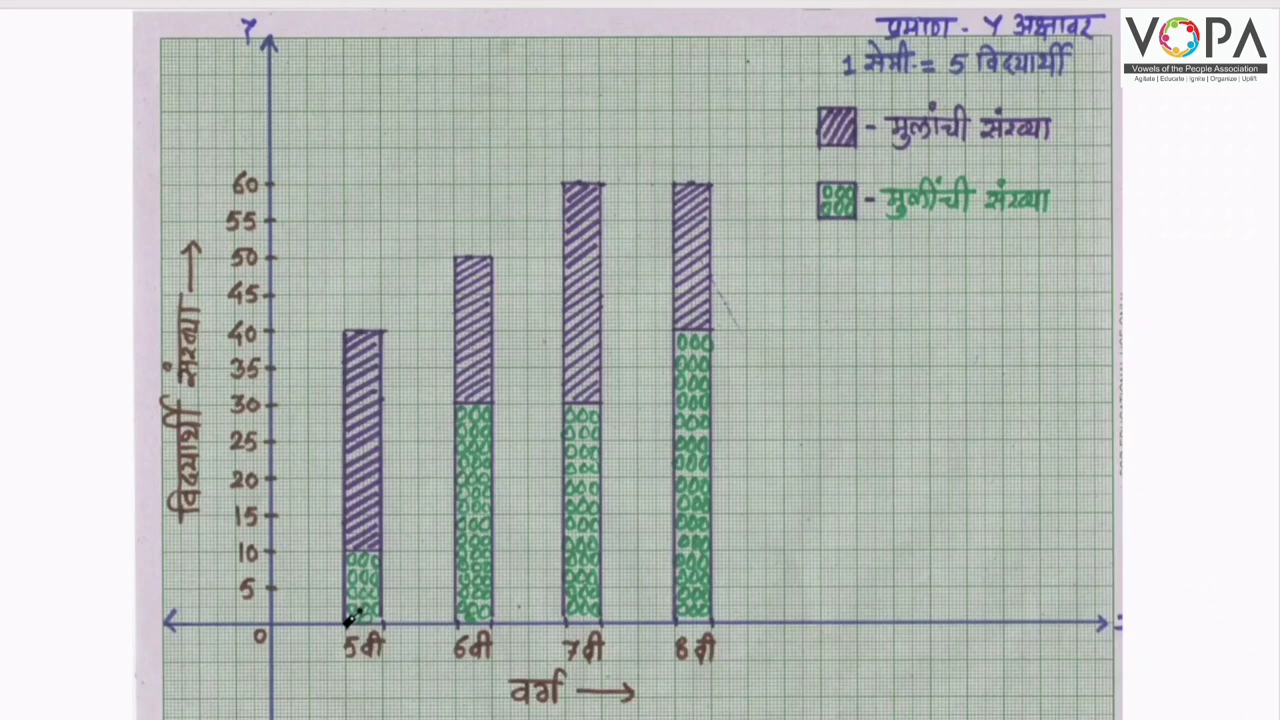 Y
प्रमाण - Y अक्षावर
1 सेमी = 5 विद्यार्थी
VOPA
Vowels of the People Association
Agitate | Educate | Ignite | Organize | Uplift
- मुलांची संख्या
- मुलींची संख्या
60
55
50
45
40
35
30
25
20
15
10
5
0
विद्यार्थी संख्या
5वी 6वी 7वी 8वी
वर्ग